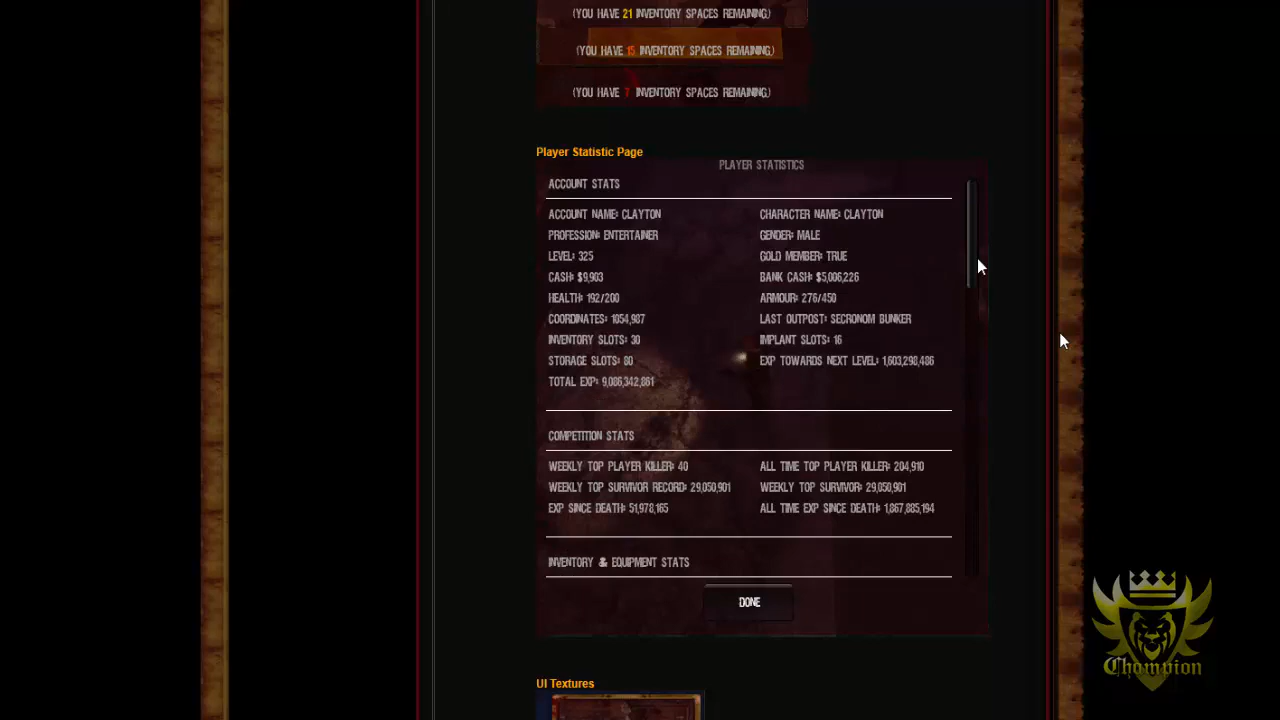 (YOU HAVE 21 INVENTORY SPACES REMAINING.)
(YOU HAVE 15 INVENTORY SPACES REMAINING.)
(YOU HAVE 7 INVENTORY SPACES REMAINING.)
Player Statistic Page
PLAYER STATISTICS
ACCOUNT STATS
ACCOUNT NAME: CLAYTON
CHARACTER NAME: CLAYTON
PROFESSION: ENTERTAINER
GENDER: MALE
LEVEL: 325
GOLD MEMBER: TRUE
CASH: $9,903
BANK CASH: $5,006,226
HEALTH: 192/200
ARMOUR: 276/450
COORDINATES: 1054,987
LAST OUTPOST: SECRONOM BUNKER
INVENTORY SLOTS: 30
IMPLANT SLOTS: 16
STORAGE SLOTS: 80
EXP TOWARDS NEXT LEVEL: 1,603,298,486
TOTAL EXP: 9,086,342,861
COMPETITION STATS
WEEKLY TOP PLAYER KILLER: 40
ALL TIME TOP PLAYER KILLER: 204,910
WEEKLY TOP SURVIVOR RECORD: 29,050,901
WEEKLY TOP SURVIVOR: 29,050,901
EXP SINCE DEATH: 51,978,165
ALL TIME EXP SINCE DEATH: 1,867,885,194
INVENTORY & EQUIPMENT STATS
DONE
UI Textures
Champion